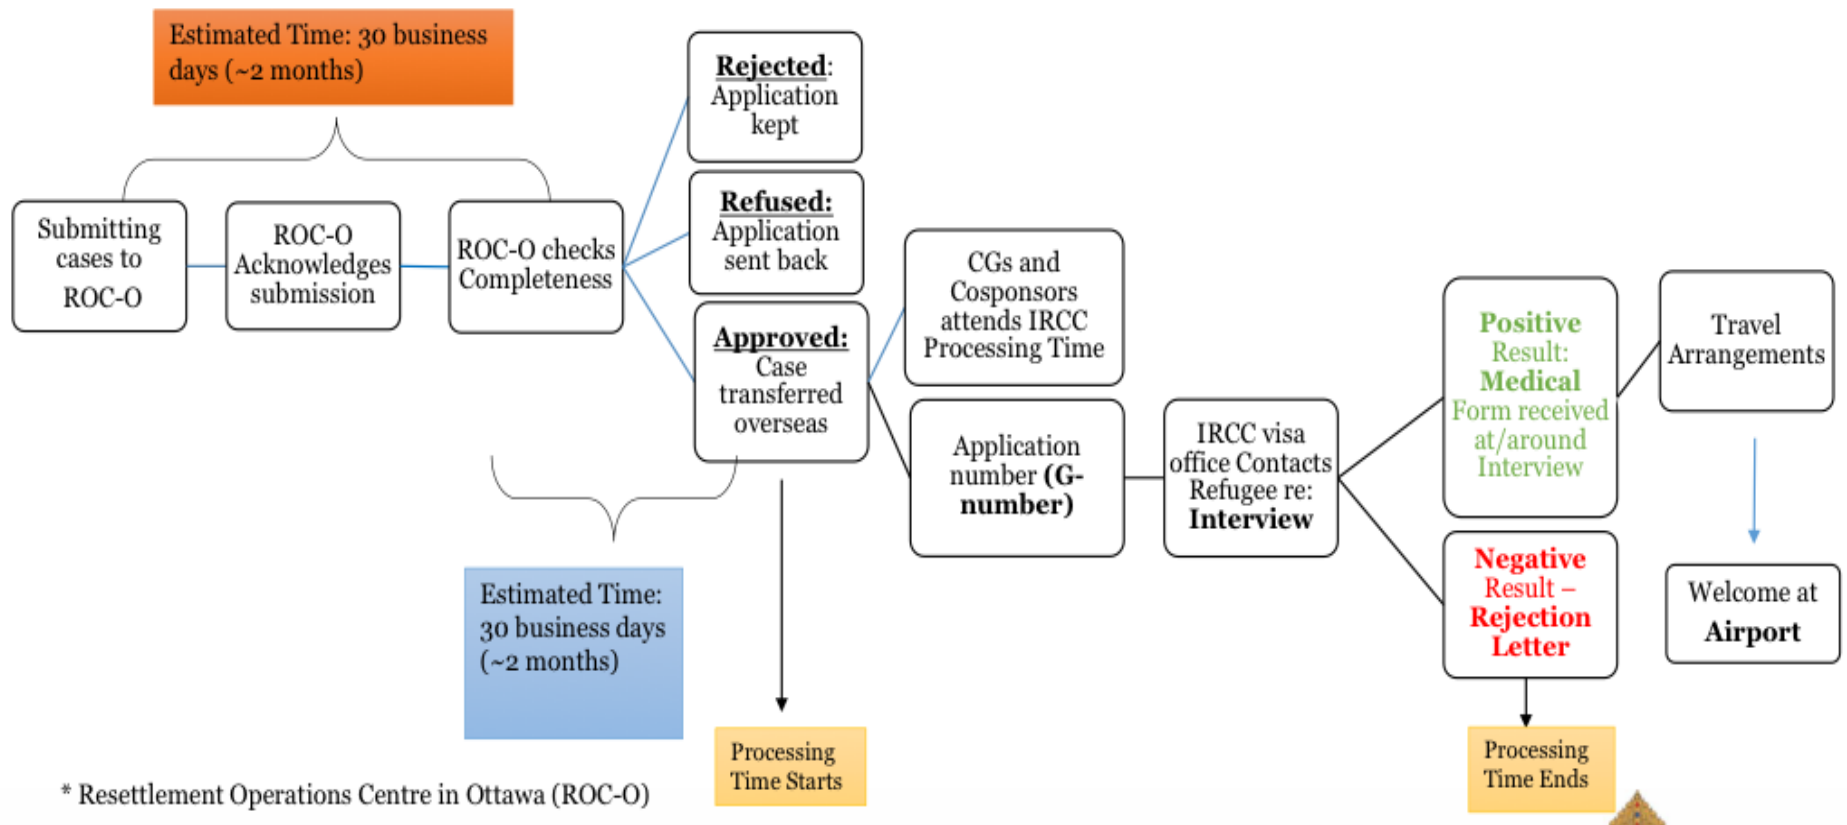 Estimated Time: 30 business
days (~2 months)
Submitting
cases to
ROC-O
ROC-O
Acknowledges
submission
ROC-O checks
Completeness
Rejected:
Application
kept
Refused:
Application
sent back
Approved:
Case
transferred
overseas
CGs and
Cosponsors
attends IRCC
Processing Time
Application
number (G-
number)
IRCC visa
office Contacts
Refugee re:
Interview
Positive
Result:
Medical
Form received
at/around
Interview
Negative
Result –
Rejection
Letter
Travel
Arrangements
Welcome at
Airport
Estimated Time:
30 business days
(~2 months)
Processing
Time Starts
Processing
Time Ends
* Resettlement Operations Centre in Ottawa (ROC-O)